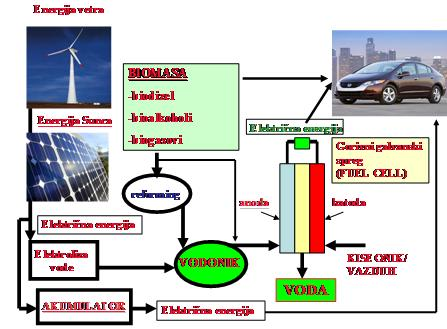 Energija vetra
BIOMASA
-biodizel
-bioalkoholi
-biogasovi
Energija Sunca
Električna energija
Gorivni galvanski
spreg
(FUEL CELL)
reforming
anoda
katoda
Električna energija
Elektroliza
vode
VODONIK
KISEONIK/
VAZDUH
VODA
AKUMULATOR
Električna energija